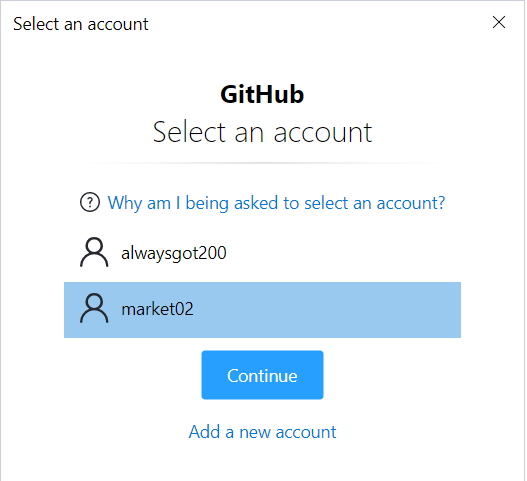 Select an account
GitHub
Select an account
Why am I being asked to select an account?
alwaysgot200
market02
Continue
Add a new account